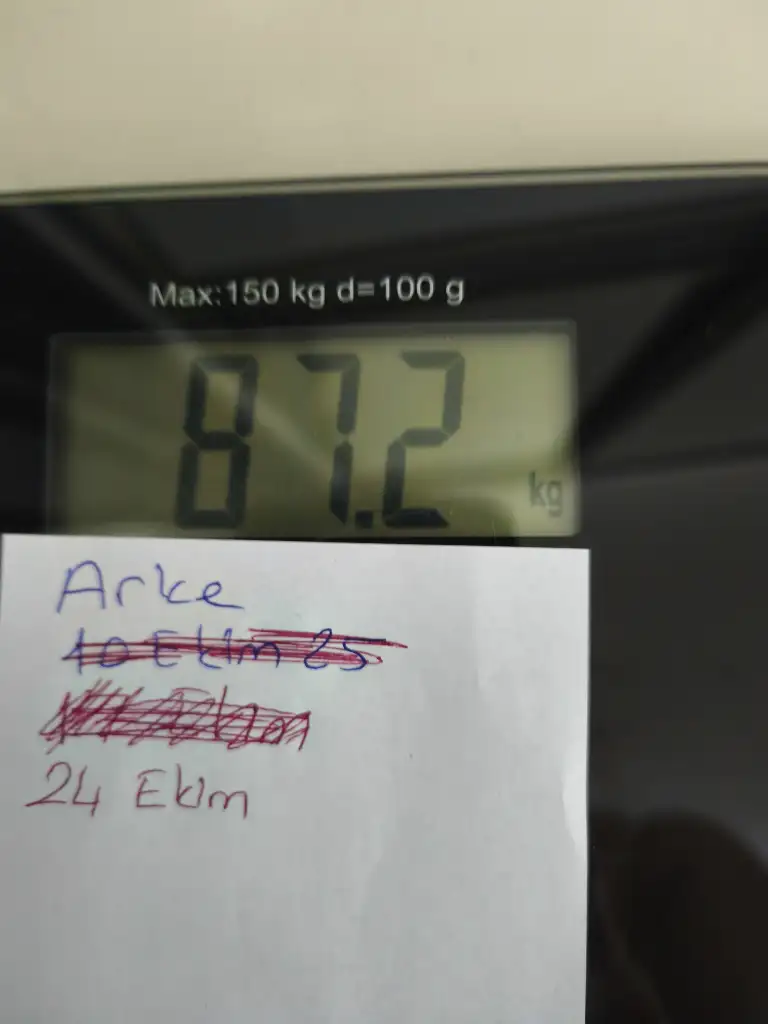 Max:150 kg d=100 g
87.2 kg
Arke
10 Ekim 25
24 Ekim